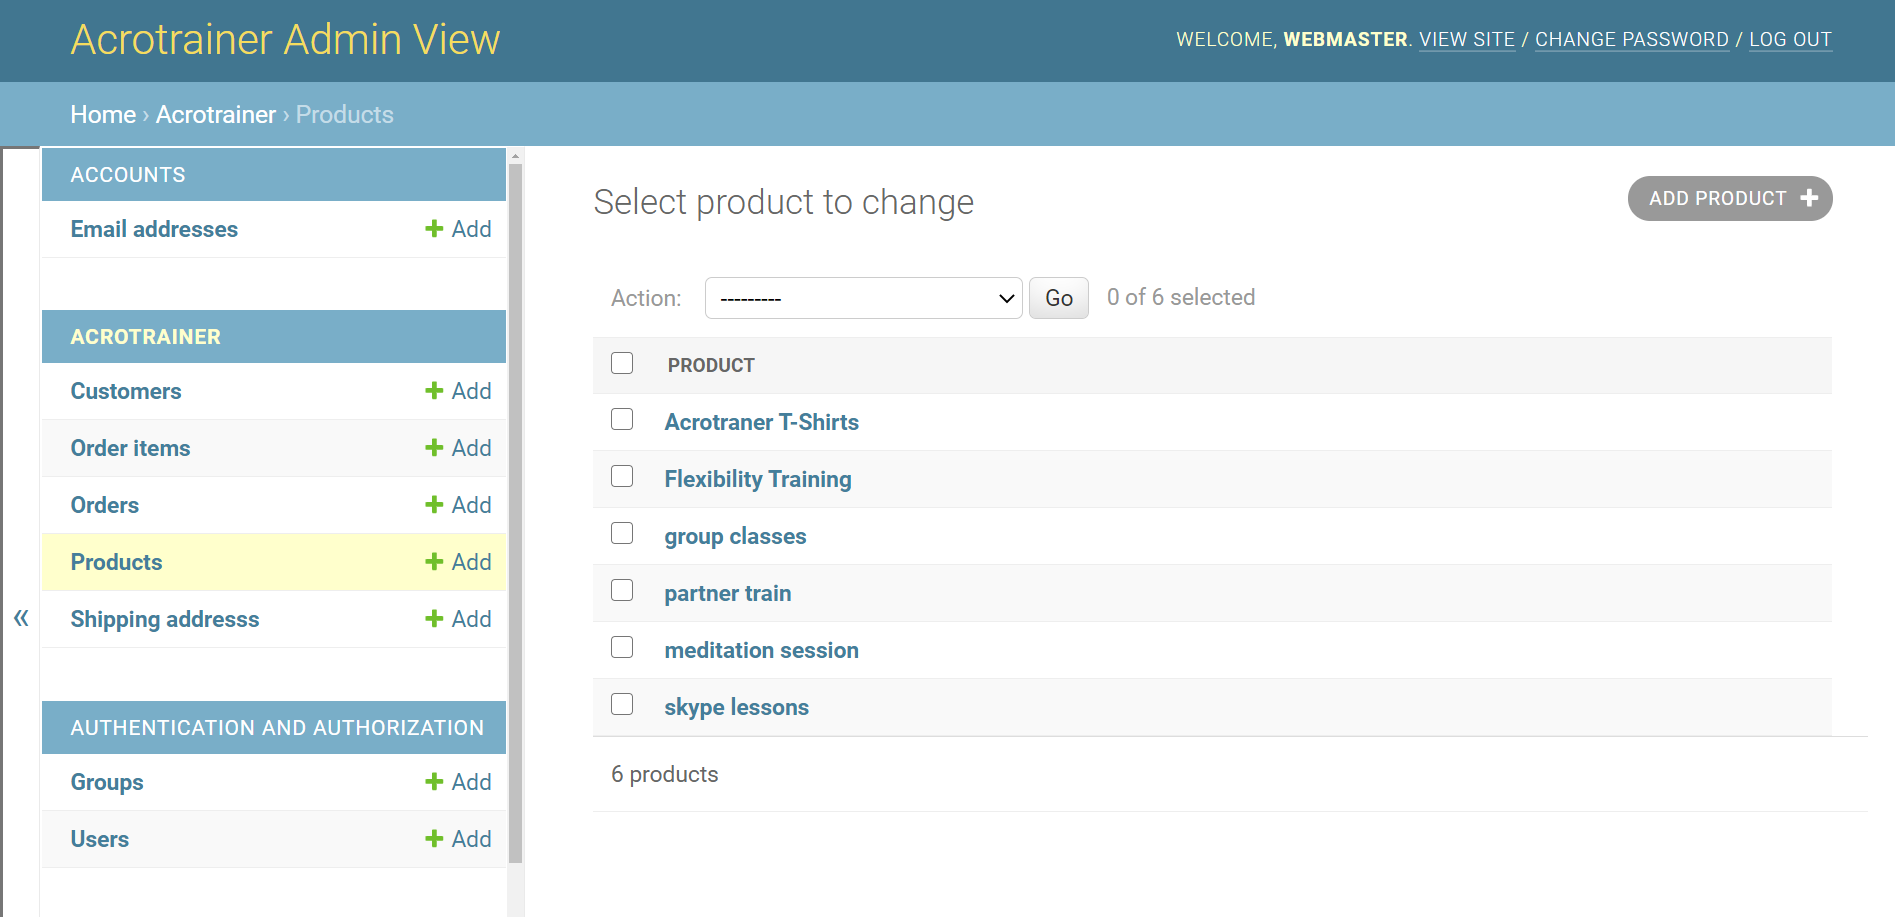 Acrotrainer Admin View
WELCOME, WEBMASTER. VIEW SITE / CHANGE PASSWORD / LOG OUT
Home › Acrotrainer › Products
ACCOUNTS
Email addresses Add
ACROTRAINER
Customers Add
Order items Add
Orders Add
Products Add
Shipping addresss Add
AUTHENTICATION AND AUTHORIZATION
Groups Add
Users Add
«
Select product to change
ADD PRODUCT
Action: --------- Go 0 of 6 selected
PRODUCT
Acrotraner T-Shirts
Flexibility Training
group classes
partner train
meditation session
skype lessons
6 products